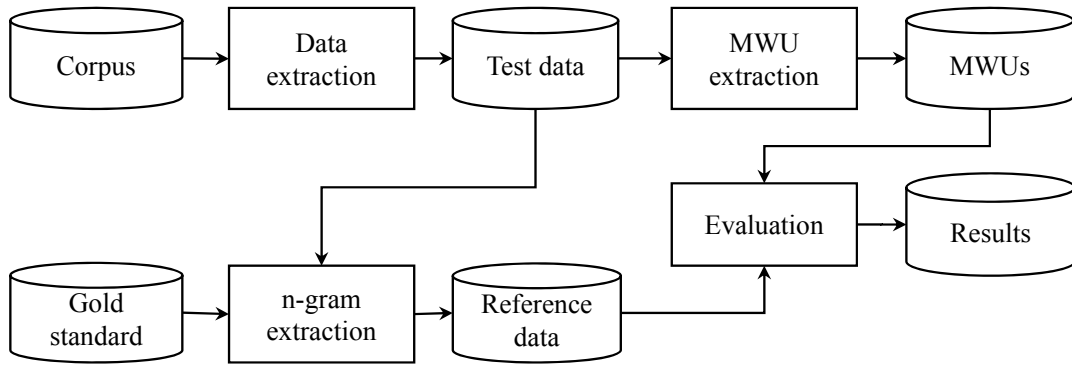 Corpus
Data
extraction
Test data
MWU
extraction
MWUs
Evaluation
Results
Gold
standard
n-gram
extraction
Reference
data